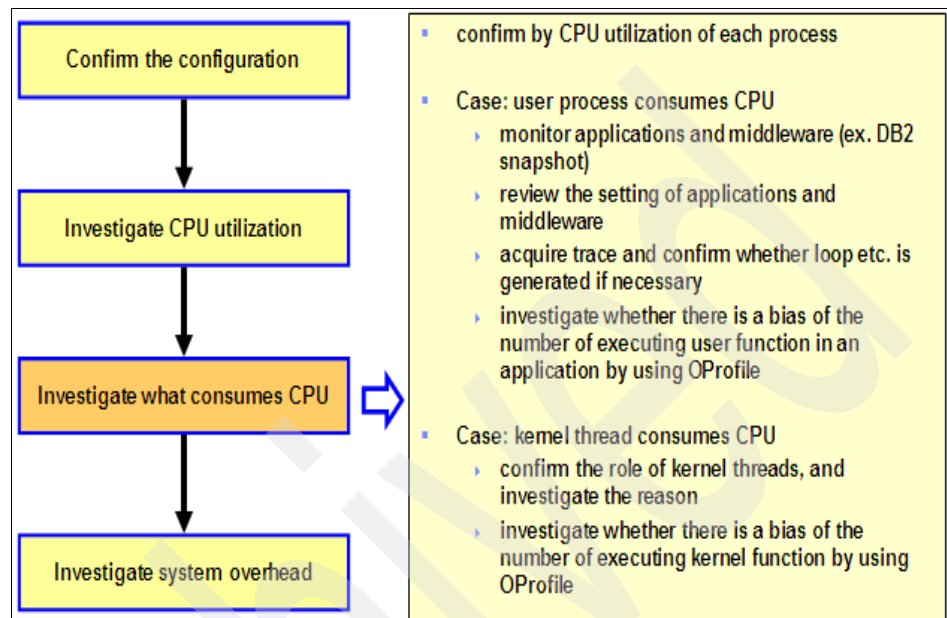 Confirm the configuration
Investigate CPU utilization
Investigate what consumes CPU
Investigate system overhead
▪ confirm by CPU utilization of each process
▪ Case: user process consumes CPU
› monitor applications and middleware (ex. DB2
snapshot)
› review the setting of applications and
middleware
› acquire trace and confirm whether loop etc. is
generated if necessary
› investigate whether there is a bias of the
number of executing user function in an
application by using OProfile
▪ Case: kernel thread consumes CPU
› confirm the role of kernel threads, and
investigate the reason
› investigate whether there is a bias of the
number of executing kernel function by using
OProfile